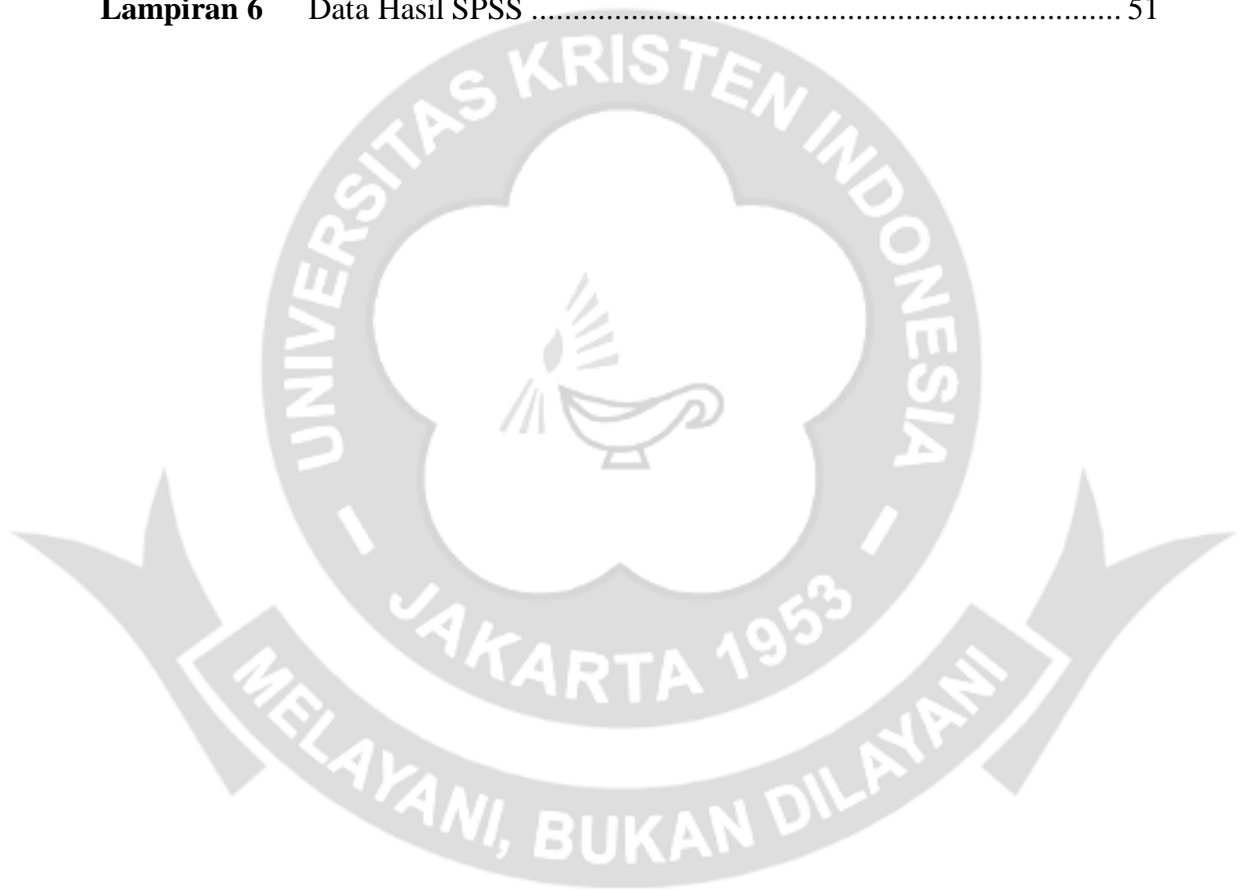 Lampiran 6 Data Hasil SPSS ..................................................................... 51
UNIVERSITAS KRISTEN INDONESIA
- JAKARTA 1953 -
MELAYANI, BUKAN DILAYANI